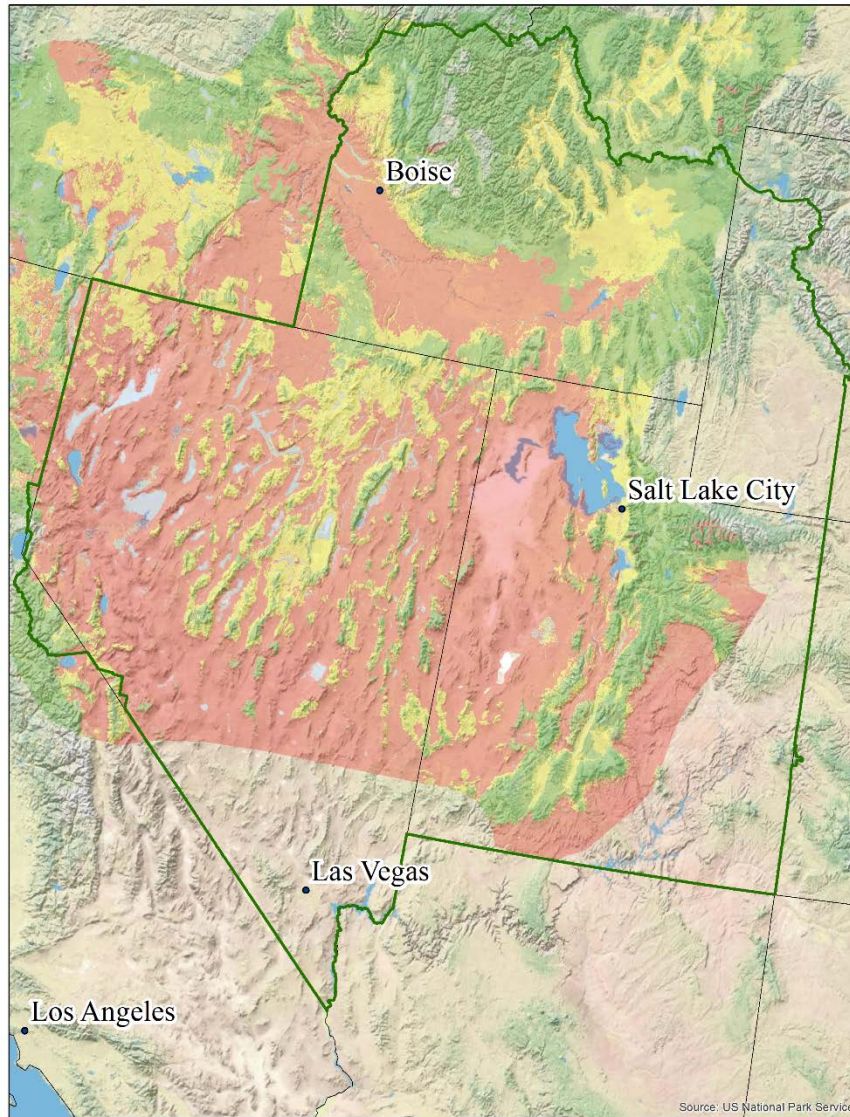 Boise
Salt Lake City
Las Vegas
Los Angeles
Source: US National Park Service